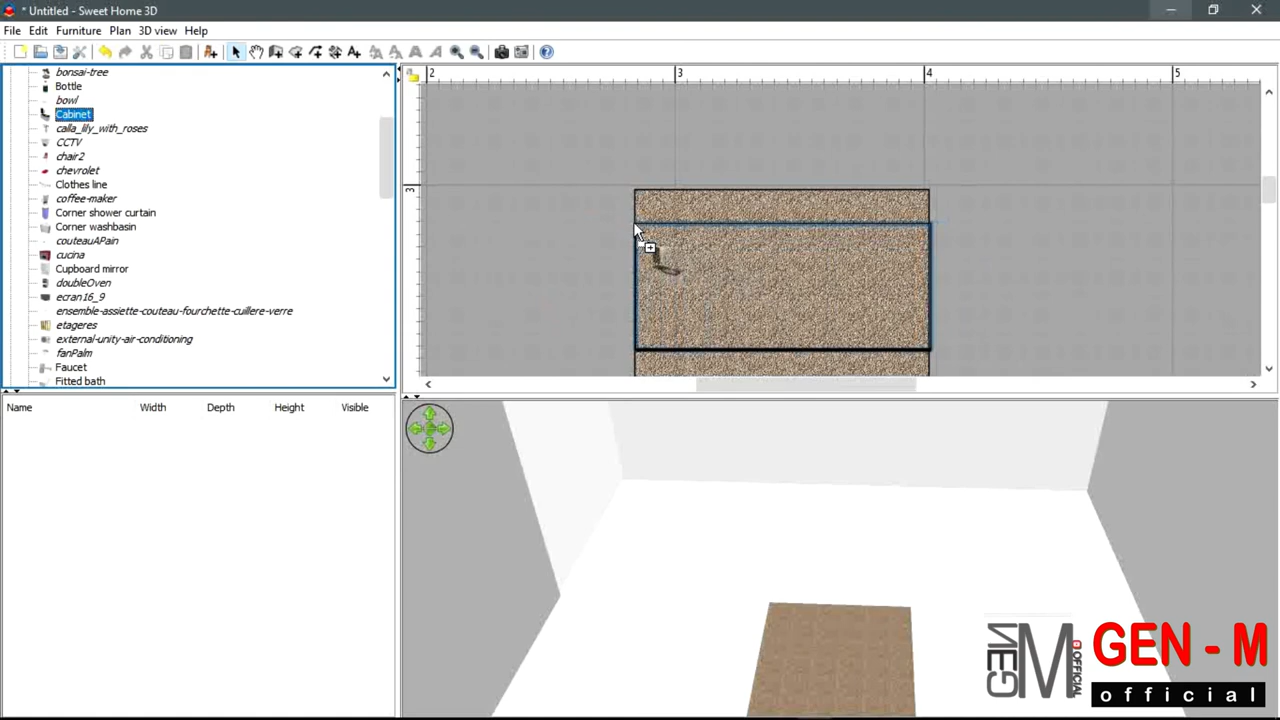 * Untitled - Sweet Home 3D
File Edit Furniture Plan 3D view Help
bonsai-tree
Bottle
bowl
Cabinet
calla_lily_with_roses
CCTV
chair2
chevrolet
Clothes line
coffee-maker
Corner shower curtain
Corner washbasin
couteauAPain
cucina
Cupboard mirror
doubleOven
ecran16_9
ensemble-assiette-couteau-fourchette-cuillere-verre
etageres
external-unity-air-conditioning
fanPalm
Faucet
Fitted bath
2 3 4 5
3
Name Width Depth Height Visible
GEN M OFFICIAL
GEN - M
official